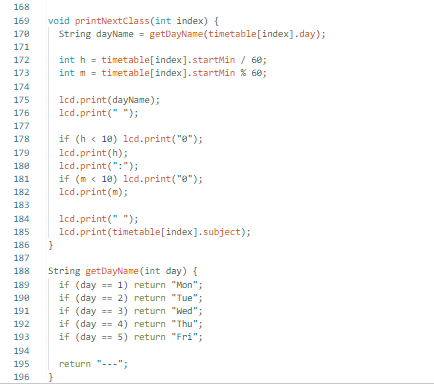 168
169 void printNextClass(int index) {
170   String dayName = getDayName(timetable[index].day);
171
172   int h = timetable[index].startMin / 60;
173   int m = timetable[index].startMin % 60;
174
175   lcd.print(dayName);
176   lcd.print(" ");
177
178   if (h < 10) lcd.print("0");
179   lcd.print(h);
180   lcd.print(":");
181   if (m < 10) lcd.print("0");
182   lcd.print(m);
183
184   lcd.print(" ");
185   lcd.print(timetable[index].subject);
186 }
187
188 String getDayName(int day) {
189   if (day == 1) return "Mon";
190   if (day == 2) return "Tue";
191   if (day == 3) return "Wed";
192   if (day == 4) return "Thu";
193   if (day == 5) return "Fri";
194
195   return "---";
196 }